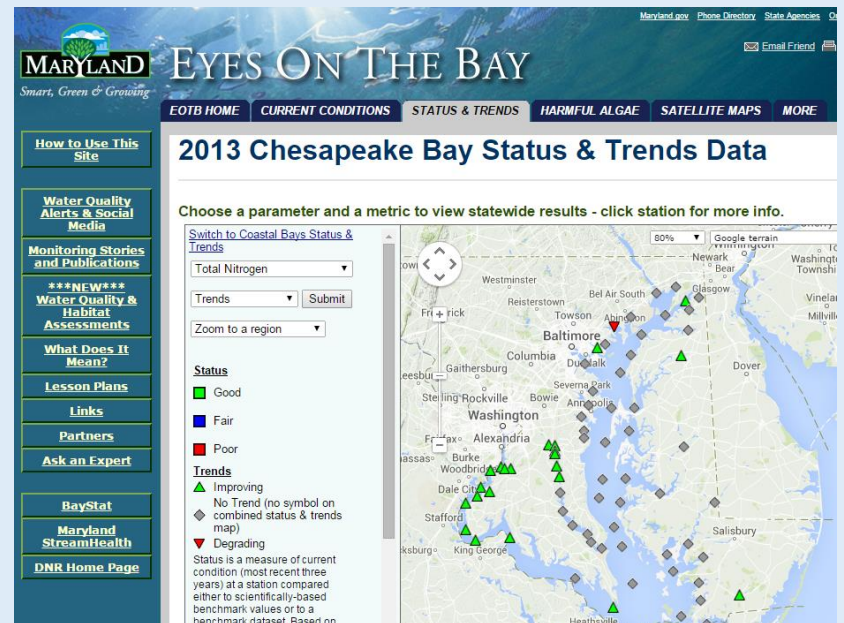 Maryland.gov Phone Directory State Agencies
Email Friend
MARYLAND
Smart, Green & Growing
EYES ON THE BAY
EOTB HOME CURRENT CONDITIONS STATUS & TRENDS HARMFUL ALGAE SATELLITE MAPS MORE
How to Use This
Site
Water Quality
Alerts & Social
Media
Monitoring Stories
and Publications
***NEW***
Water Quality &
Habitat
Assessments
What Does It
Mean?
Lesson Plans
Links
Partners
Ask an Expert
BayStat
Maryland
StreamHealth
DNR Home Page
2013 Chesapeake Bay Status & Trends Data
Choose a parameter and a metric to view statewide results - click station for more info.
Switch to Coastal Bays Status &
Trends
Total Nitrogen
Trends
Submit
Zoom to a region
Status
Good
Fair
Poor
Trends
Improving
No Trend (no symbol on
combined status & trends
map)
Degrading
Status is a measure of current
condition (most recent three
years) at a station compared
either to scientifically-based
benchmark values or to a
benchmark dataset. Based on
80%
Google terrain
Wilmington
Newark
Bear
Glasgow
Westminster
Bel Air South
Reisterstown
Towson
Baltimore
Columbia
Dundalk
Gaithersburg
Dover
Severna Park
Sterling Rockville
Bowie
Annapolis
Washington
Alexandria
Burke
Woodbridge
Dale City
Stafford
Salisbury
King George
Heathsville